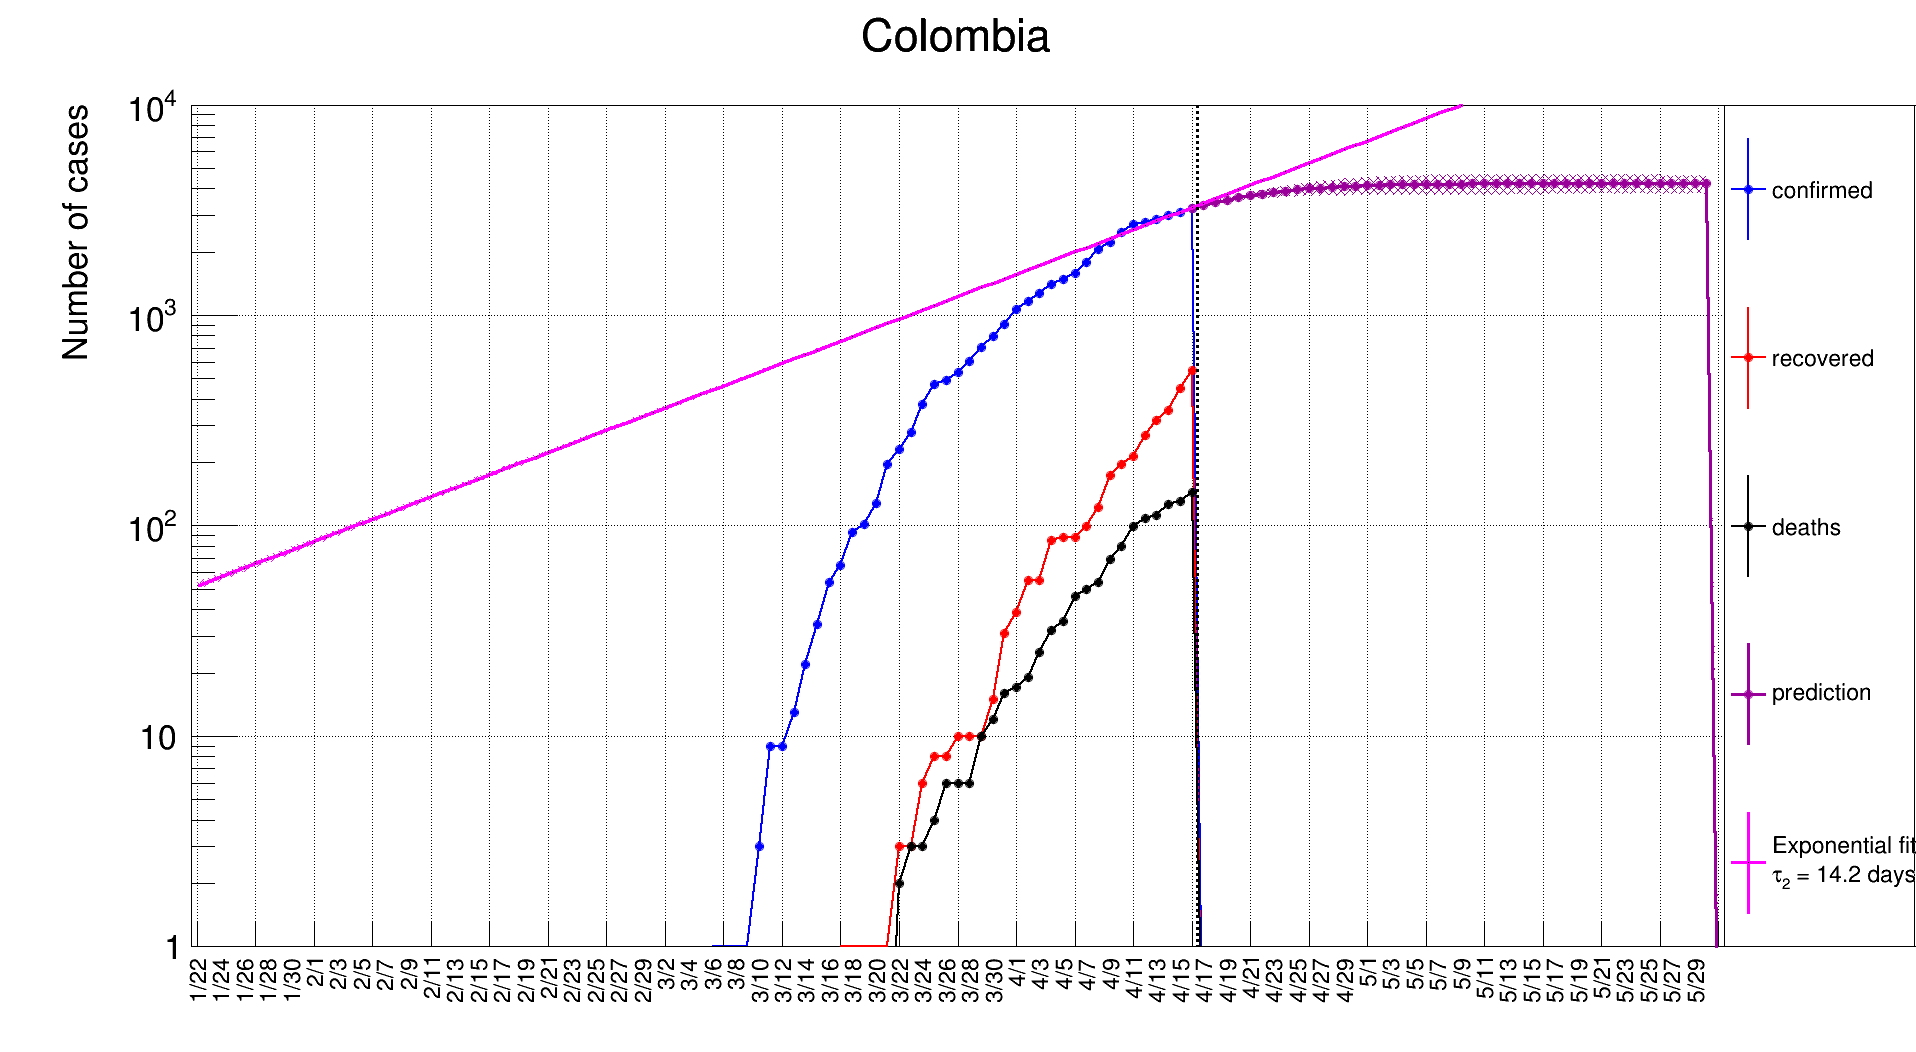 Colombia
Number of cases
10^4
10^3
10^2
10
1
1/22 1/24 1/26 1/28 1/30 2/1 2/3 2/5 2/7 2/9 2/11 2/13 2/15 2/17 2/19 2/21 2/23 2/25 2/27 2/29 3/2 3/4 3/6 3/8 3/10 3/12 3/14 3/16 3/18 3/20 3/22 3/24 3/26 3/28 3/30 4/1 4/3 4/5 4/7 4/9 4/11 4/13 4/15 4/17 4/19 4/21 4/23 4/25 4/27 4/29 5/1 5/3 5/5 5/7 5/9 5/11 5/13 5/15 5/17 5/19 5/21 5/23 5/25 5/27 5/29
confirmed
recovered
deaths
prediction
Exponential fit
τ₂ = 14.2 days